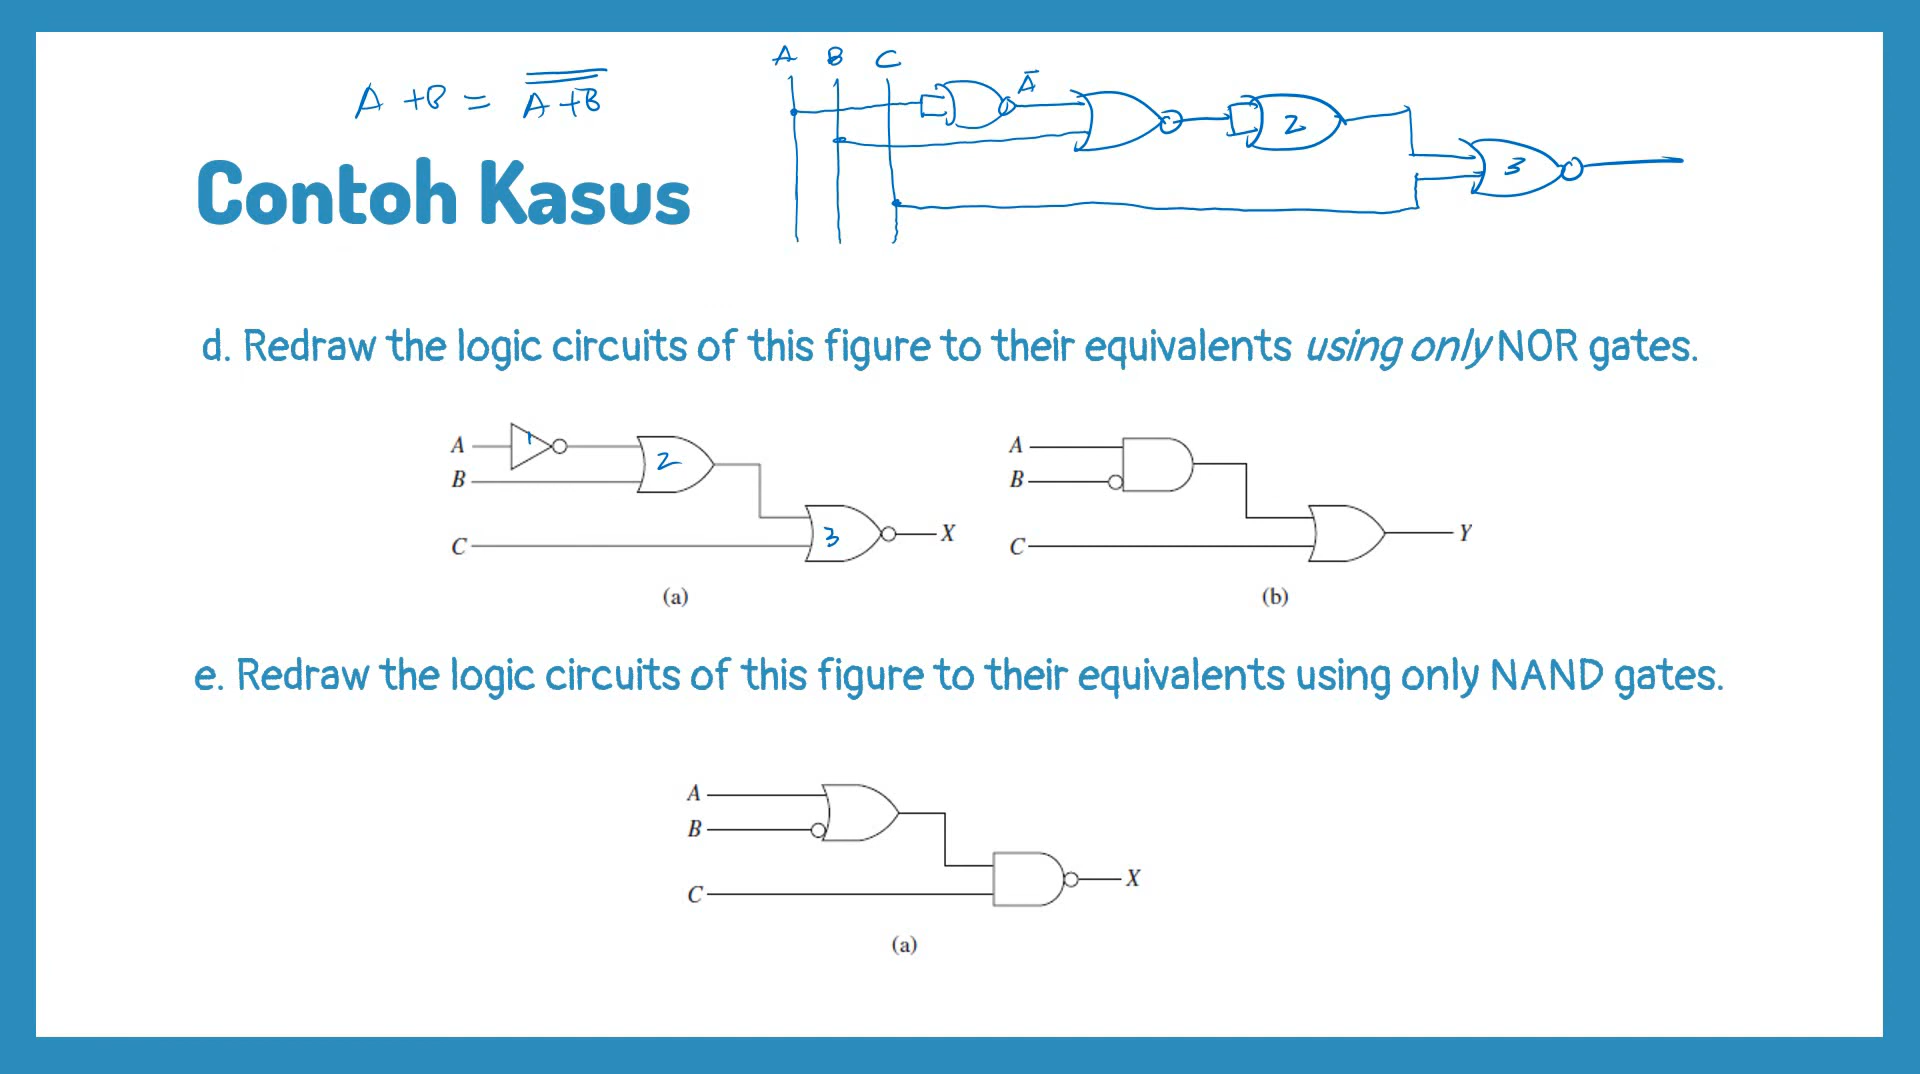 A B C
A + B = A + B
Ā
2
3
Contoh Kasus
d. Redraw the logic circuits of this figure to their equivalents using only NOR gates.
A 1
B 2
C 3 X
(a)
A
B
C Y
(b)
e. Redraw the logic circuits of this figure to their equivalents using only NAND gates.
A
B
C X
(a)